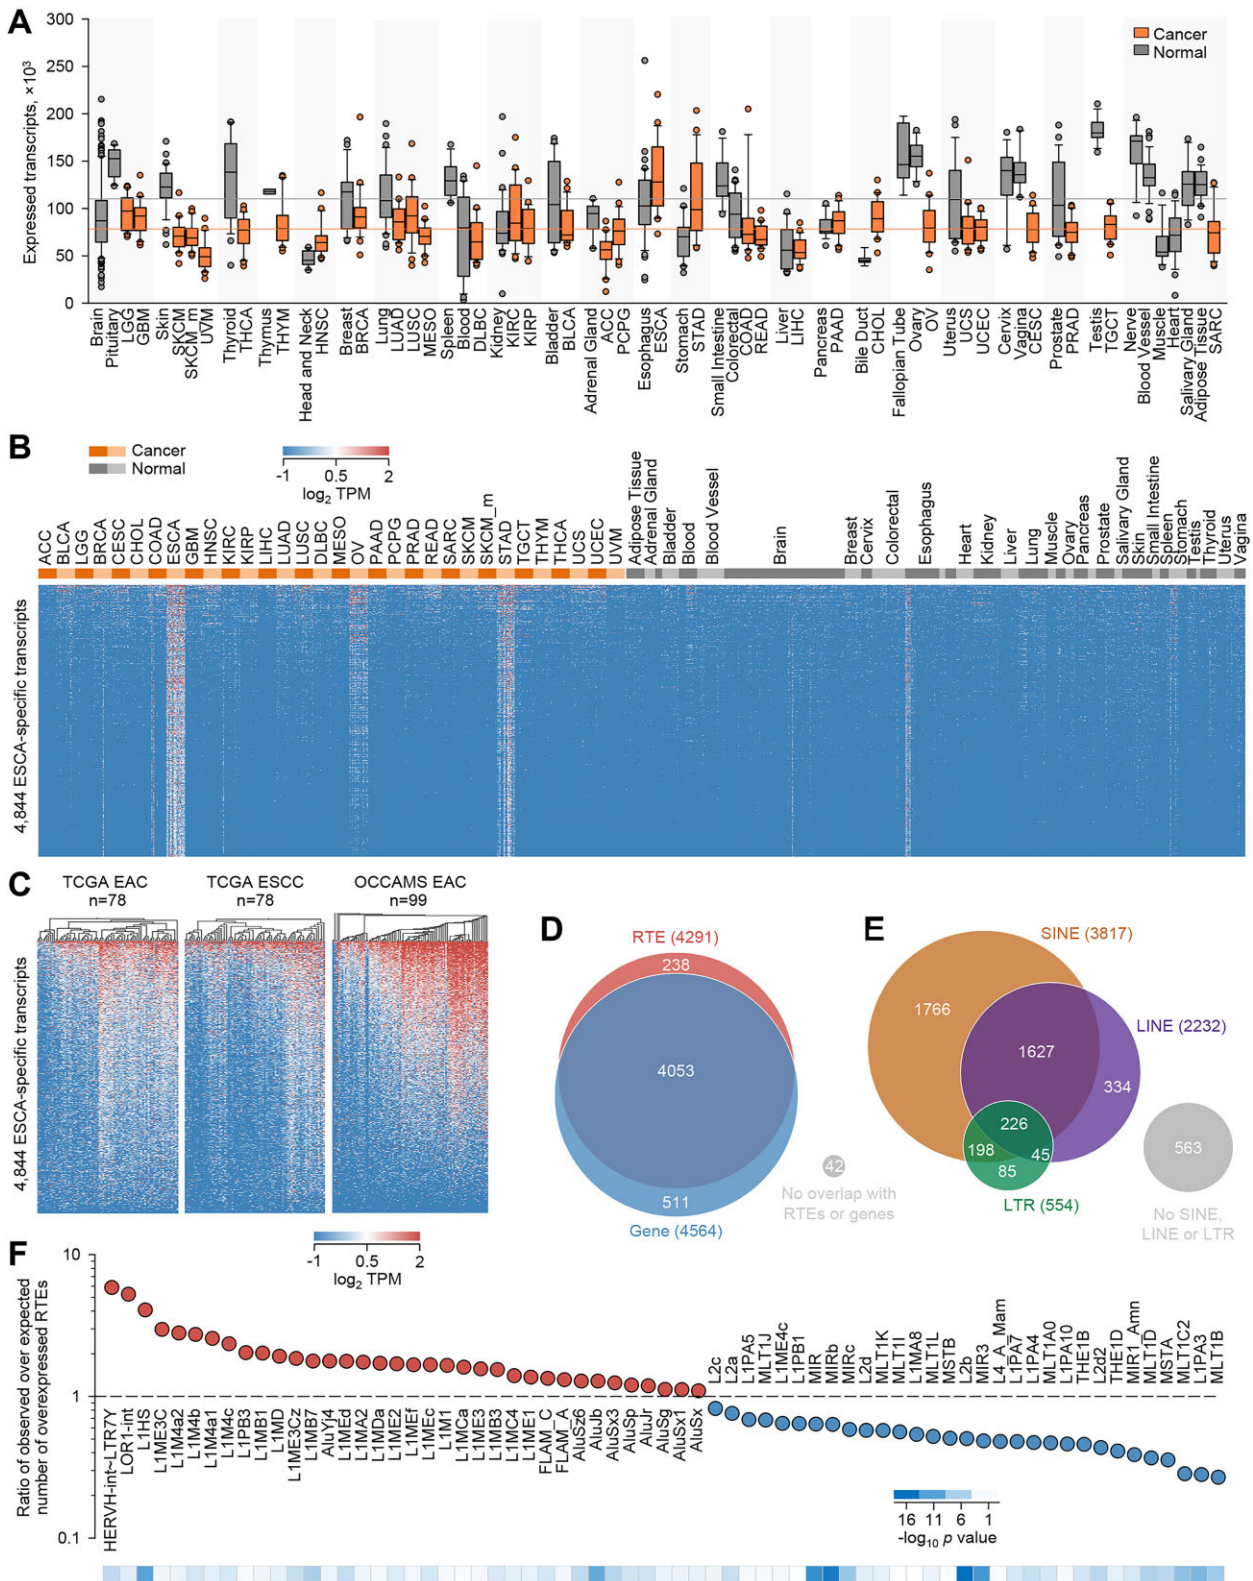 A
300
250
200
150
100
50
0
Expressed transcripts, ×10³
Cancer
Normal
Brain
Pituitary
LGG
GBM
Skin
SKCM
SKCM_m
UVM
Thyroid
THCA
Thymus
THYM
Head and Neck
HNSC
Breast
BRCA
Lung
LUAD
LUSC
MESO
Spleen
Blood
DLBC
Kidney
KIRC
KIRP
Bladder
BLCA
Adrenal Gland
ACC
PCPG
Esophagus
ESCA
Stomach
STAD
Small Intestine
Colorectal
COAD
READ
Liver
LIHC
Pancreas
PAAD
Bile Duct
CHOL
Fallopian Tube
Ovary
OV
Uterus
UCS
UCEC
Cervix
Vagina
CESC
Prostate
PRAD
Testis
TGCT
Nerve
Blood Vessel
Muscle
Heart
Salivary Gland
Adipose Tissue
SARC
B
Cancer
Normal
-1
0.5
2
log₂ TPM
ACC
BLCA
LGG
BRCA
CESC
CHOL
COAD
ESCA
GBM
HNSC
KIRC
KIRP
LIHC
LUAD
LUSC
DLBC
MESO
OV
PAAD
PCPG
PRAD
READ
SARC
SKCM
SKCM_m
STAD
TGCT
THYM
THCA
UCS
UCEC
UVM
Adipose Tissue
Adrenal Gland
Bladder
Blood
Blood Vessel
Brain
Breast
Cervix
Colorectal
Esophagus
Heart
Kidney
Liver
Lung
Muscle
Ovary
Pancreas
Prostate
Salivary Gland
Skin
Small Intestine
Spleen
Stomach
Testis
Thyroid
Uterus
Vagina
4,844 ESCA-specific transcripts
C
TCGA EAC
n=78
TCGA ESCC
n=78
OCCAMS EAC
n=99
4,844 ESCA-specific transcripts
-1
0.5
2
log₂ TPM
D
RTE (4291)
238
4053
511
Gene (4564)
42
No overlap with
RTEs or genes
E
SINE (3817)
1766
LINE (2232)
1627
334
226
198
45
85
LTR (554)
563
No SINE,
LINE or LTR
F
10
1
0.1
Ratio of observed over expected
number of overexpressed RTEs
HERVH-int~LTR7Y
LOR1-int
L1HS
L1ME3C
L1M4a2
L1M4b
L1M4a1
L1M4c
L1PB3
L1MB1
L1MD
L1ME3Cz
L1MB7
AluYj4
L1MEd
L1MA2
L1MDa
L1ME2
L1MEf
L1MEc
L1M1
L1MCa
L1ME3
L1MB3
L1MC4
L1ME1
FLAM_C
FLAM_A
AluSz6
AluJb
AluSx3
AluSp
AluJr
AluSg
AluSx1
AluSx
L2c
L2a
L1PA5
MLT1J
L1ME4c
L1PB1
MIR
MIRb
MIRc
L2d
MLT1K
MLT1I
L1MA8
MLT1L
MSTB
L2b
MIR3
L4_A_Mam
L1PA7
L1PA4
MLT1A0
L1PA10
THE1B
L2d2
THE1D
MIR1_Amn
MLT1D
MSTA
MLT1C2
L1PA3
MLT1B
16
11
6
1
-log₁₀ p value